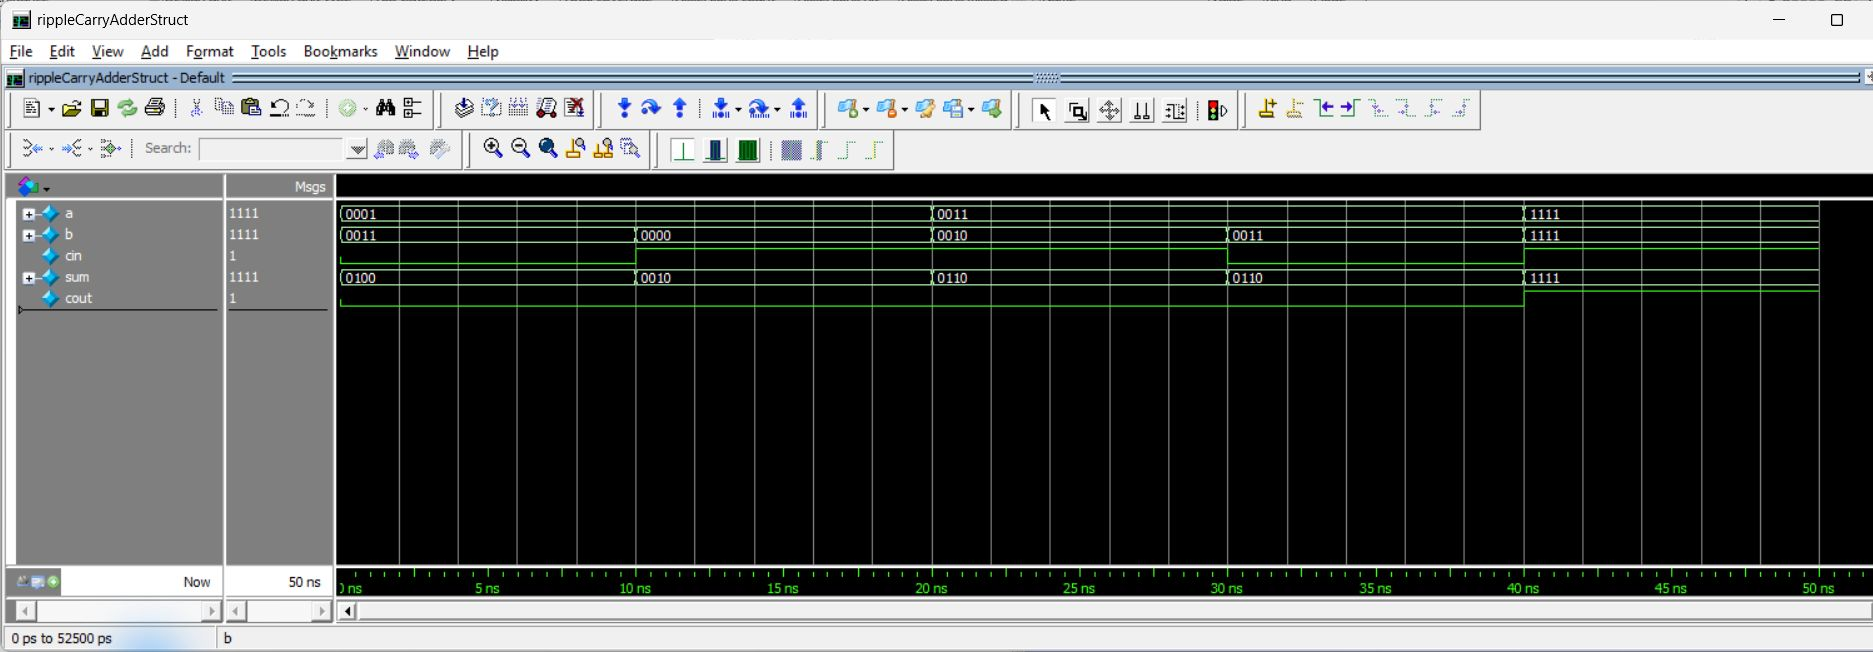 rippleCarryAdderStruct
File Edit View Add Format Tools Bookmarks Window Help
rippleCarryAdderStruct - Default
Search:
Msgs
a 1111 0001 0011 1111
b 1111 0011 0000 0010 0011 1111
cin 1
sum 1111 0100 0010 0110 0110 1111
cout 1
Now 50 ns 5 ns 10 ns 15 ns 20 ns 25 ns 30 ns 35 ns 40 ns 45 ns 50 ns
0 ps to 52500 ps b